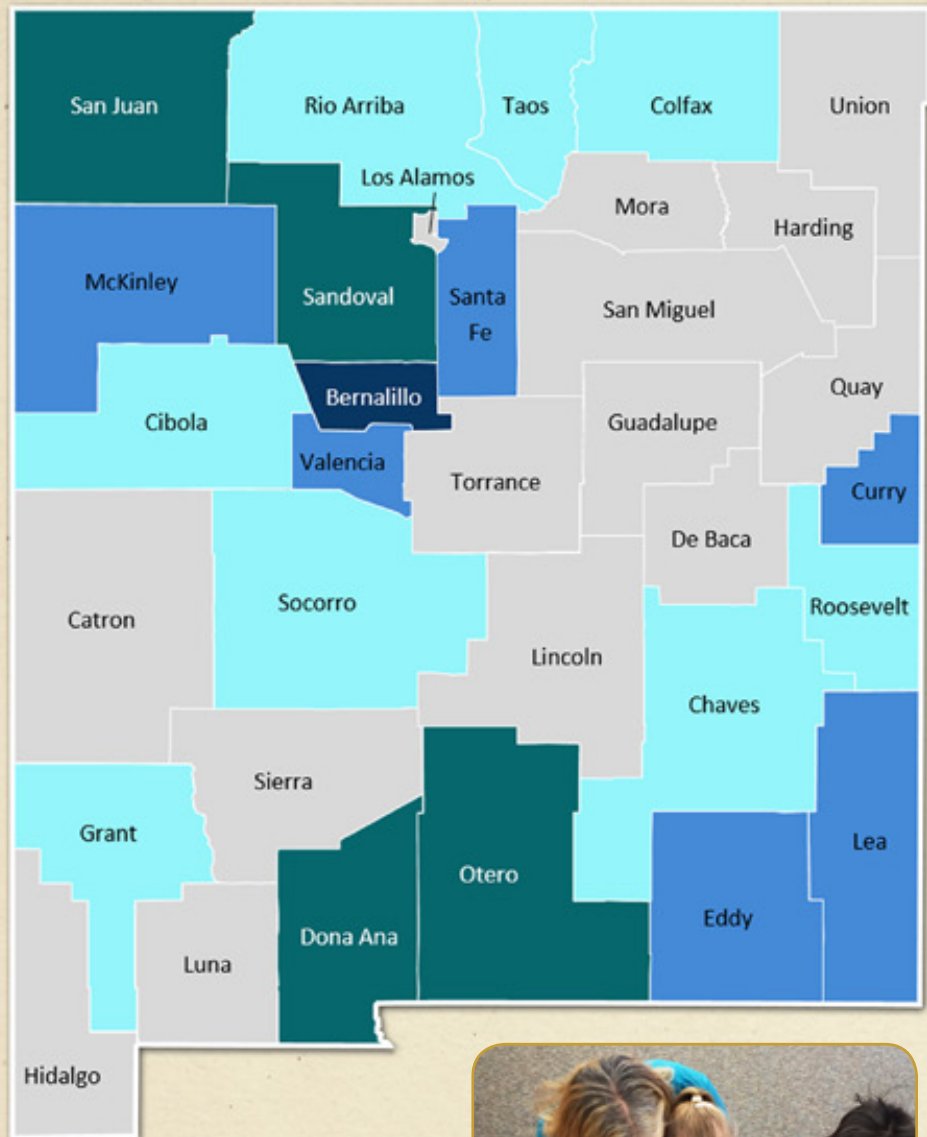 San Juan
Rio Arriba
Taos
Colfax
Union
Los Alamos
Mora
Harding
McKinley
Sandoval
Santa
Fe
San Miguel
Bernalillo
Quay
Cibola
Guadalupe
Valencia
Torrance
Curry
De Baca
Socorro
Roosevelt
Catron
Lincoln
Chaves
Sierra
Grant
Lea
Otero
Eddy
Dona Ana
Luna
Hidalgo